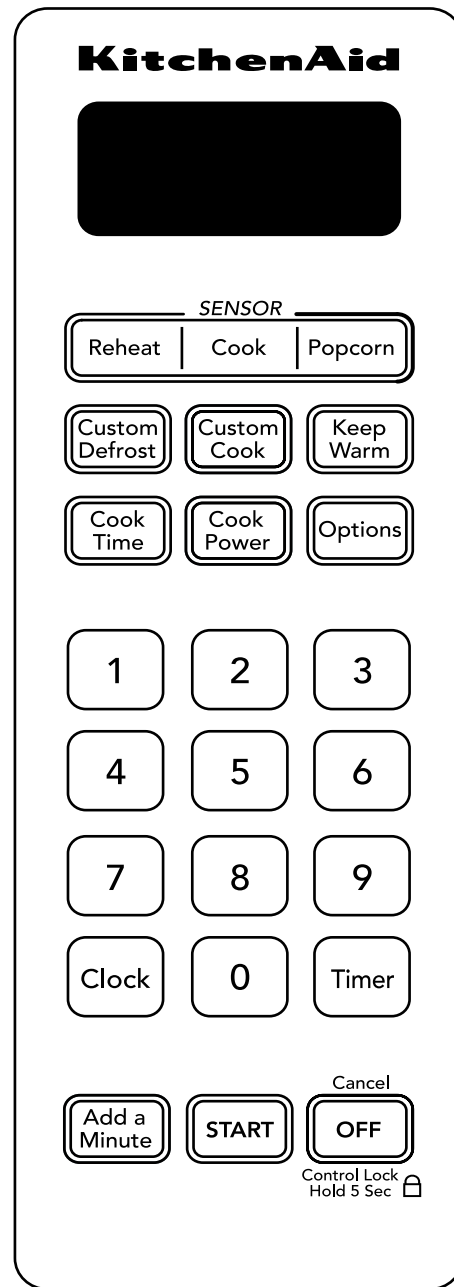 KitchenAid
SENSOR
Reheat Cook Popcorn
Custom Defrost
Custom Cook
Keep Warm
Cook Time
Cook Power
Options
1 2 3
4 5 6
7 8 9
Clock 0 Timer
Cancel
Add a Minute
START
OFF
Control Lock
Hold 5 Sec